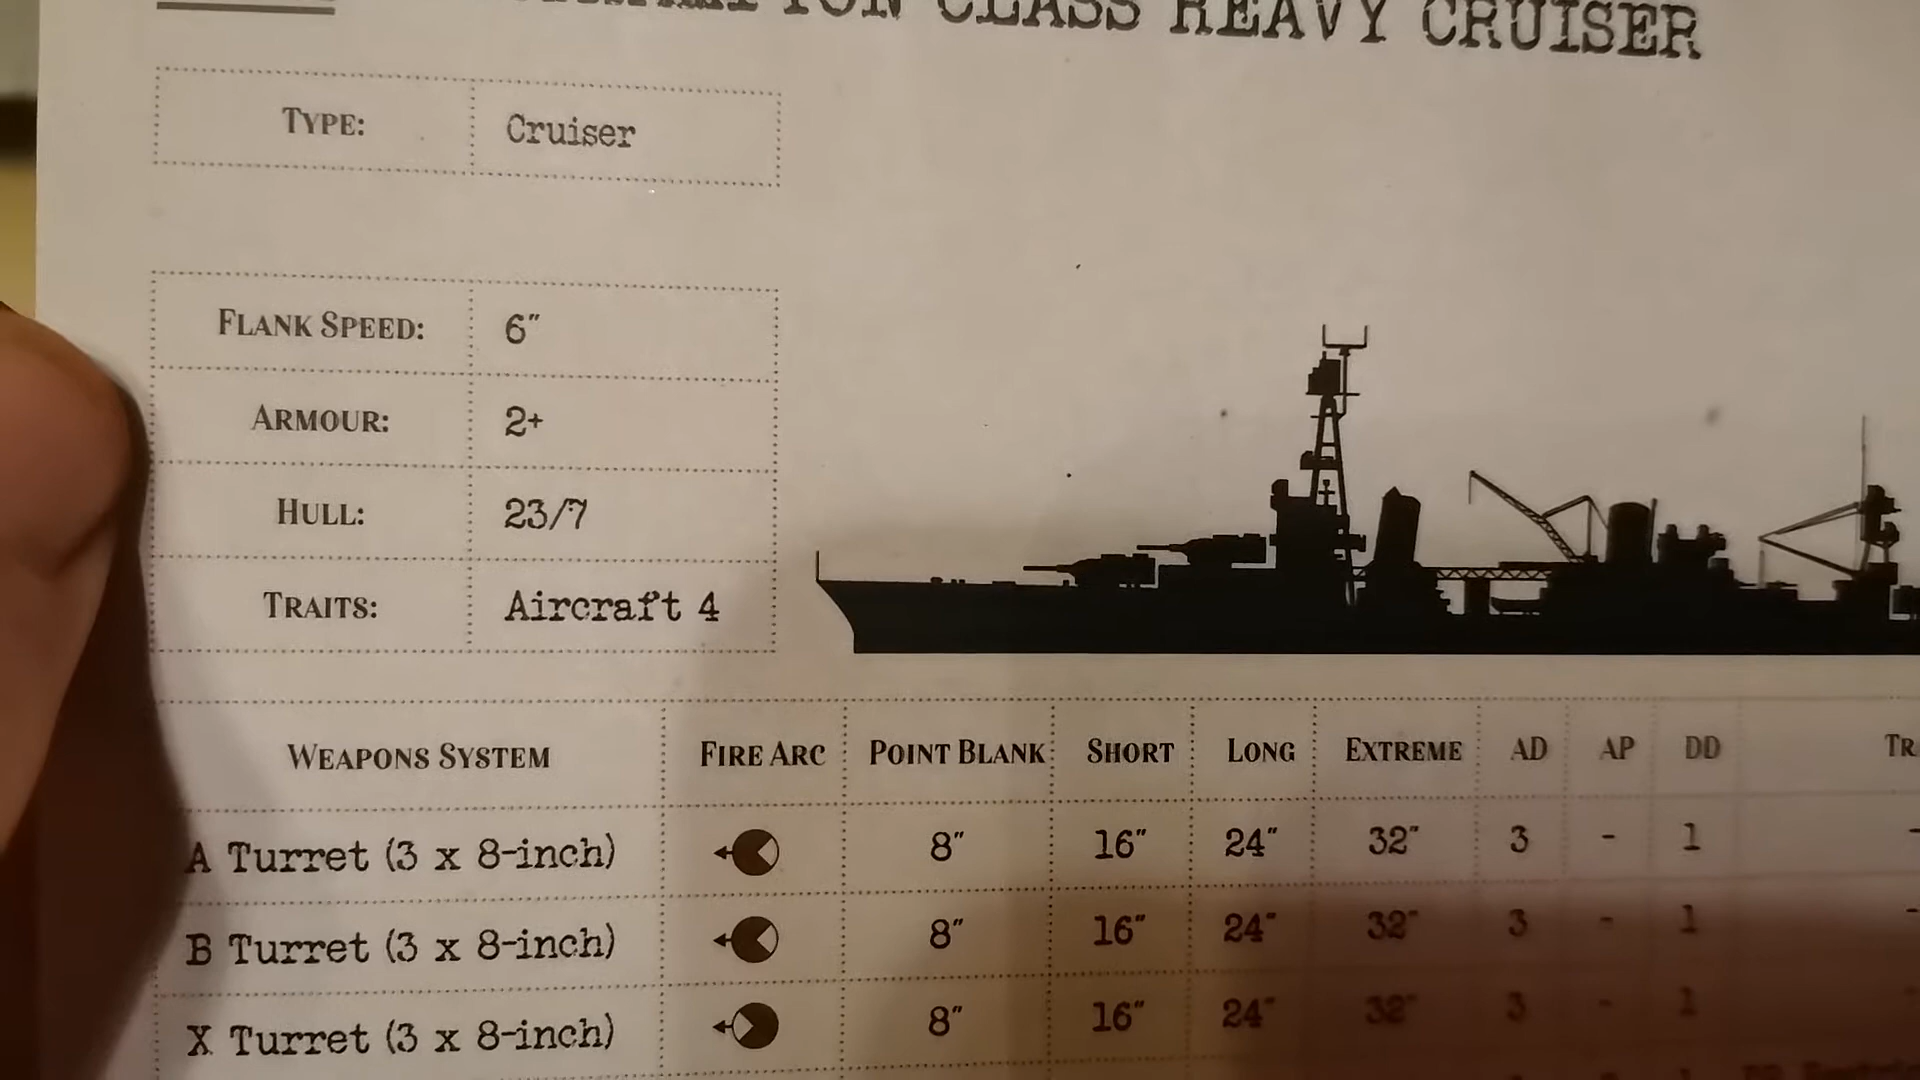 CLASS HEAVY CRUISER
TYPE: Cruiser
FLANK SPEED: 6"
ARMOUR: 2+
HULL: 23/7
TRAITS: Aircraft 4
WEAPONS SYSTEM FIRE ARC POINT BLANK SHORT LONG EXTREME AD AP DD
A Turret (3 x 8-inch) 8" 16" 24" 32" 3 - 1 -
B Turret (3 x 8-inch) 8" 16" 24" 32" 3 - 1 -
X Turret (3 x 8-inch) 8" 16" 24" 32" 3 - 1 -